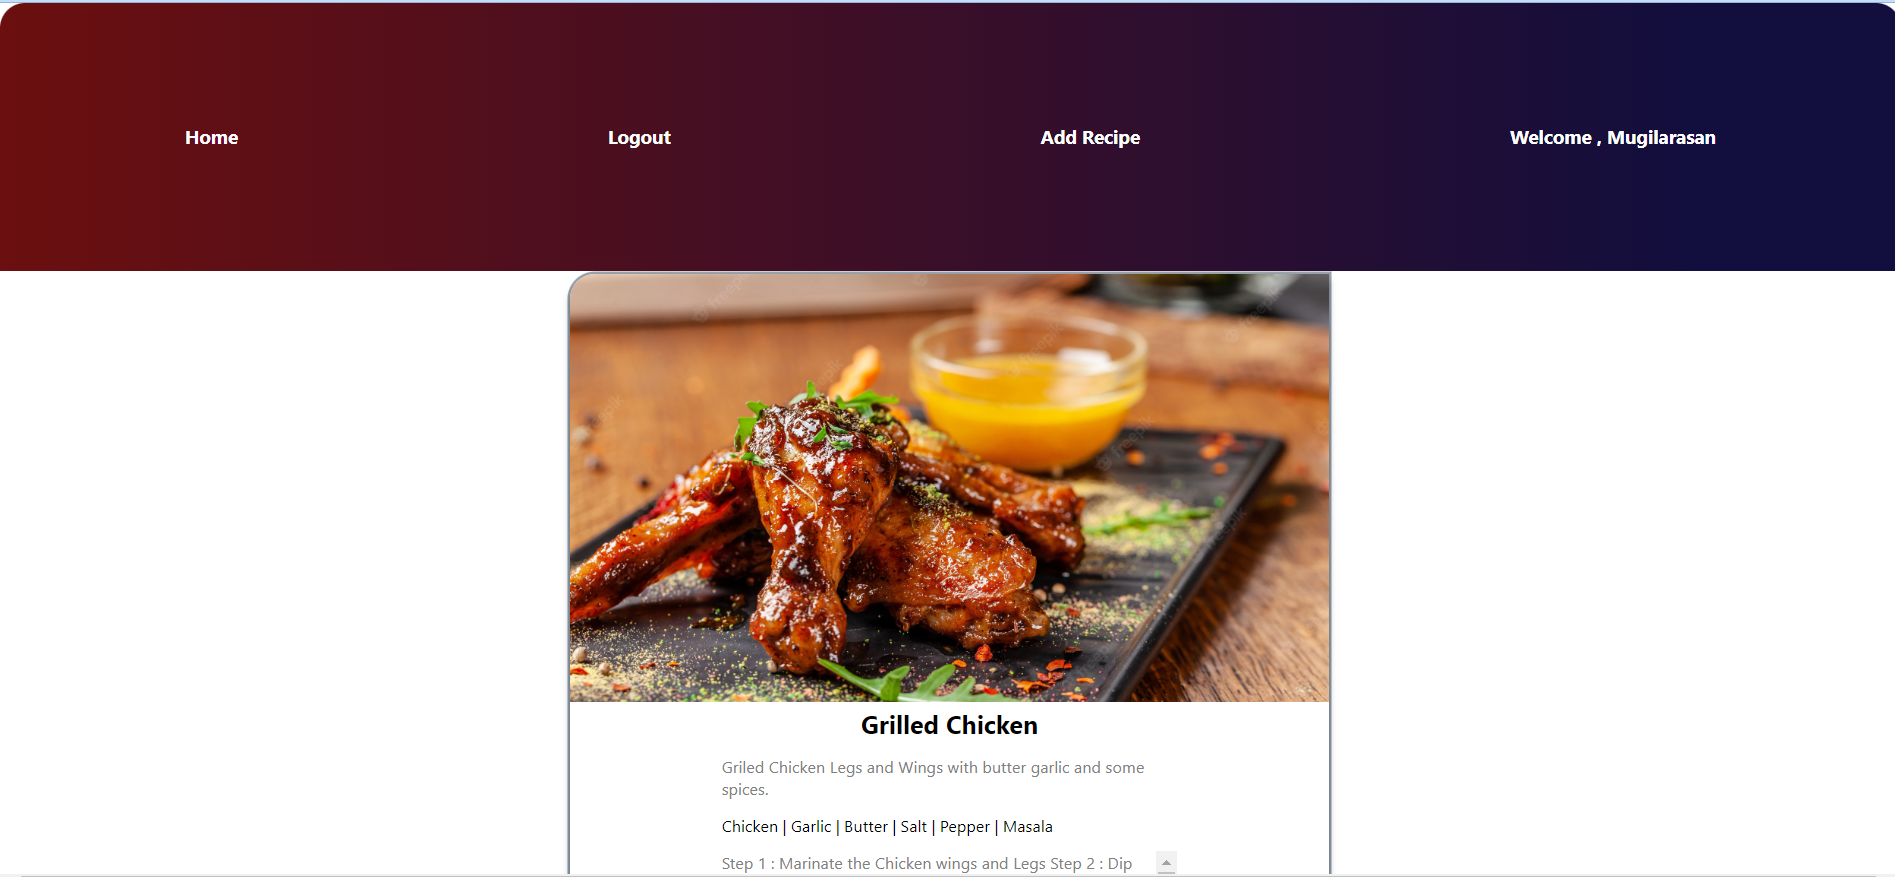 Home Logout Add Recipe Welcome , Mugilarasan
freepik
Grilled Chicken
Griled Chicken Legs and Wings with butter garlic and some
spices.
Chicken | Garlic | Butter | Salt | Pepper | Masala
Step 1 : Marinate the Chicken wings and Legs Step 2 : Dip